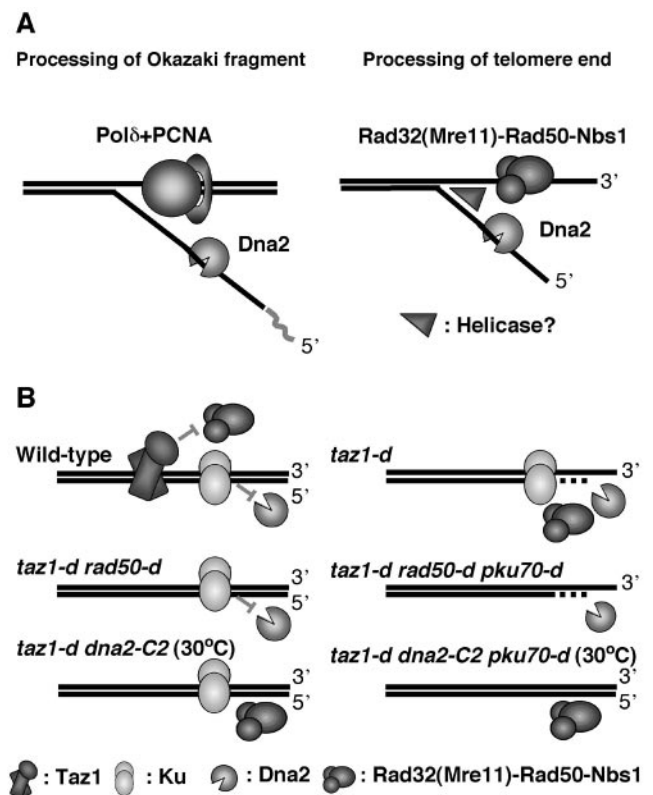 A
Processing of Okazaki fragment
Processing of telomere end
Polδ+PCNA
Rad32(Mre11)-Rad50-Nbs1
3’
Dna2
Dna2
5’
5’
: Helicase?
B
Wild-type
3’
5’
taz1-d
3’
taz1-d rad50-d
3’
5’
taz1-d rad50-d pku70-d
3’
taz1-d dna2-C2 (30°C)
3’
5’
taz1-d dna2-C2 pku70-d (30°C)
3’
5’
: Taz1 : Ku : Dna2 : Rad32(Mre11)-Rad50-Nbs1